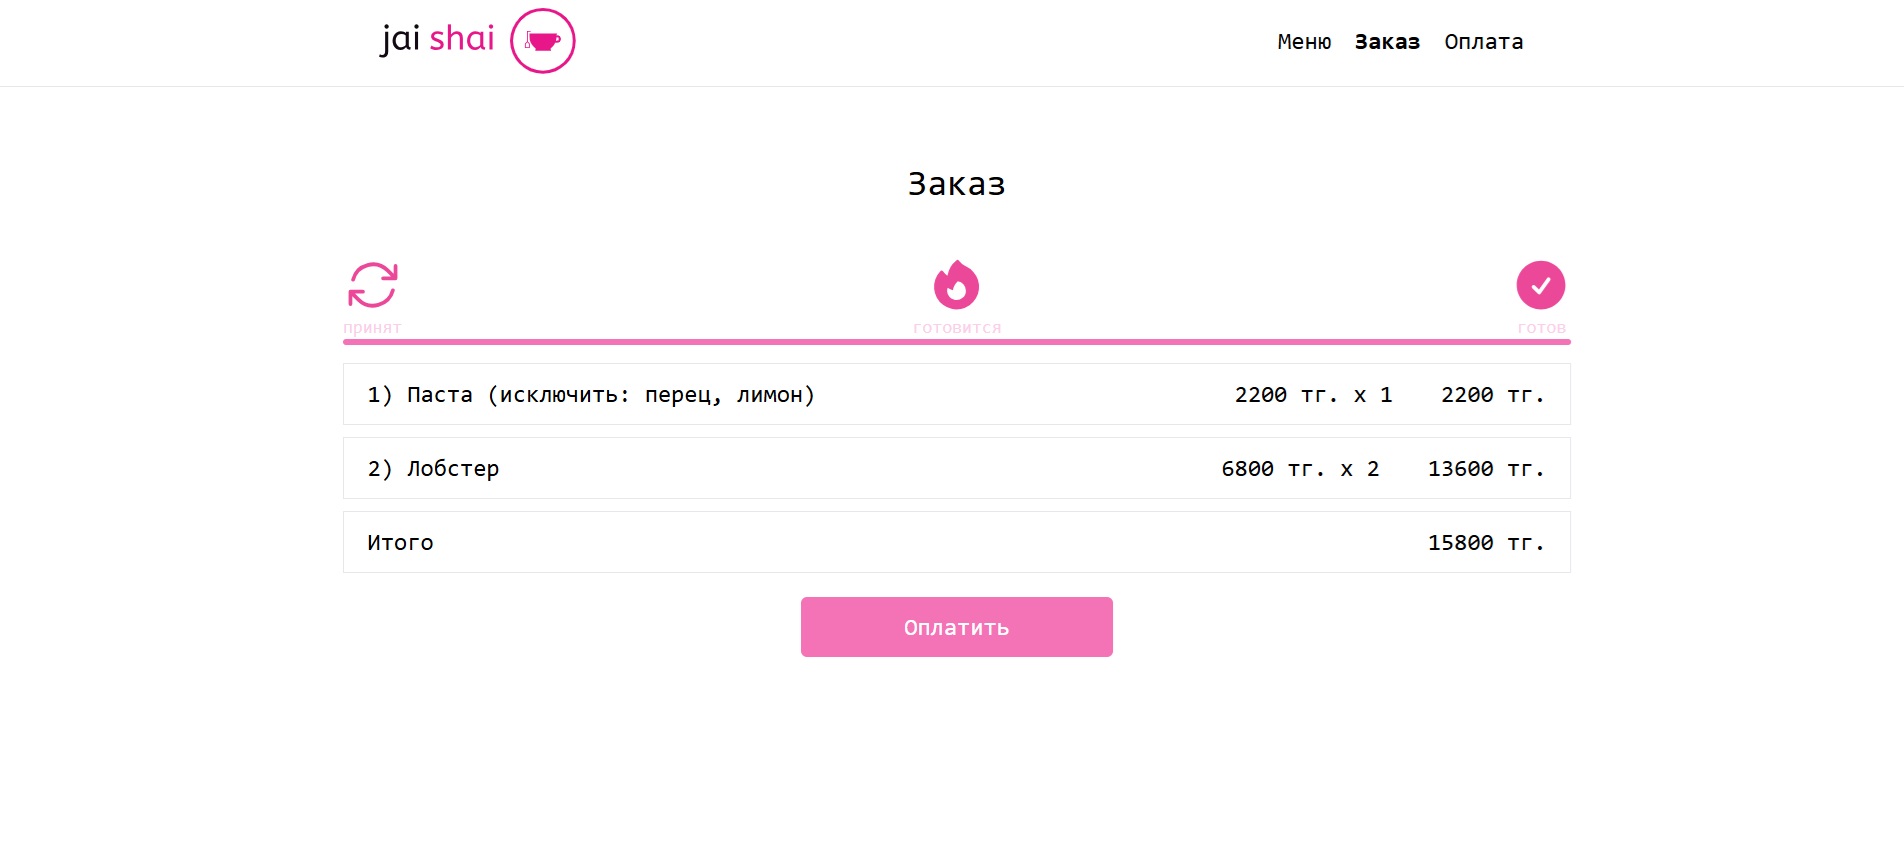 jai shai
Меню Заказ Оплата
Заказ
принят готовится готов
1) Паста (исключить: перец, лимон) 2200 тг. x 1 2200 тг.
2) Лобстер 6800 тг. x 2 13600 тг.
Итого 15800 тг.
Оплатить